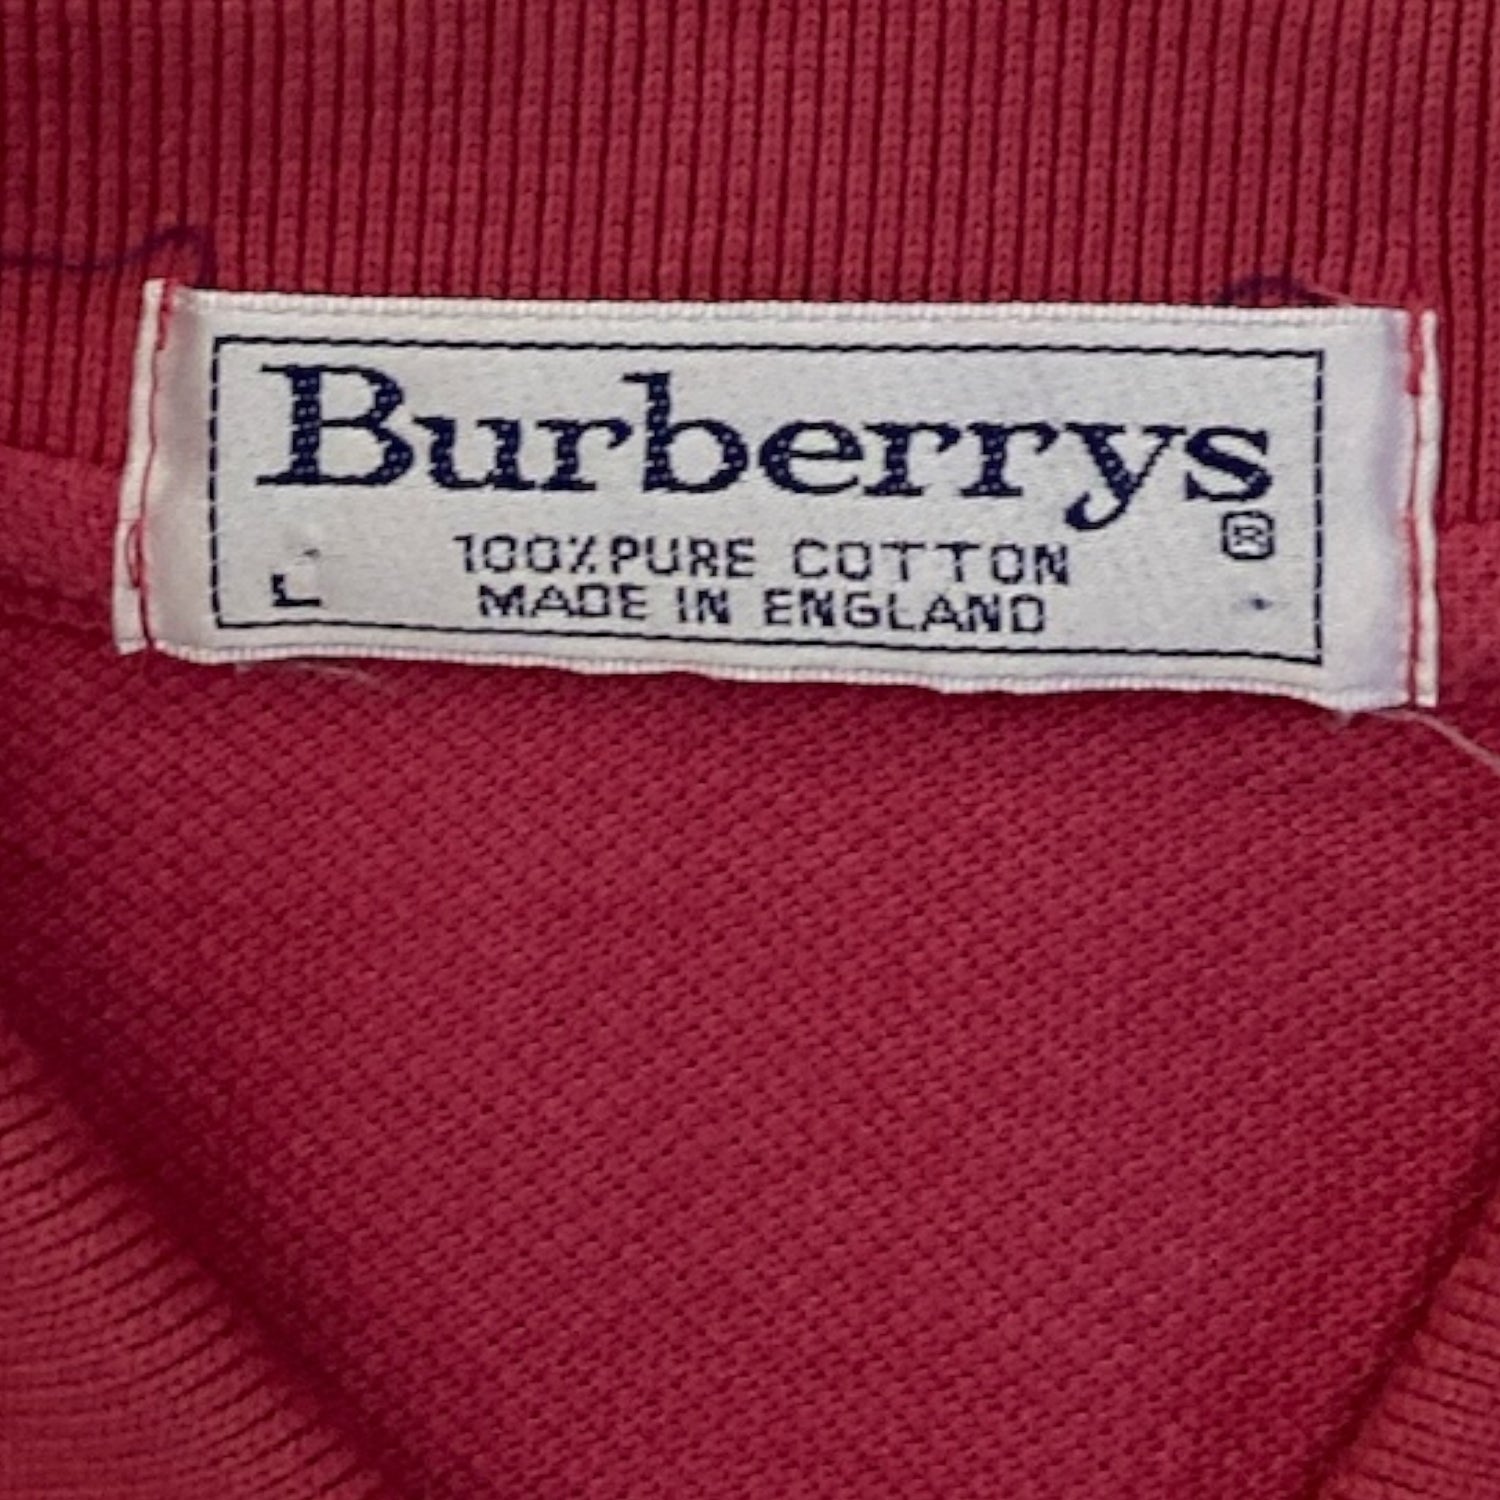 Burberrys
®
100% PURE COTTON
L MADE IN ENGLAND